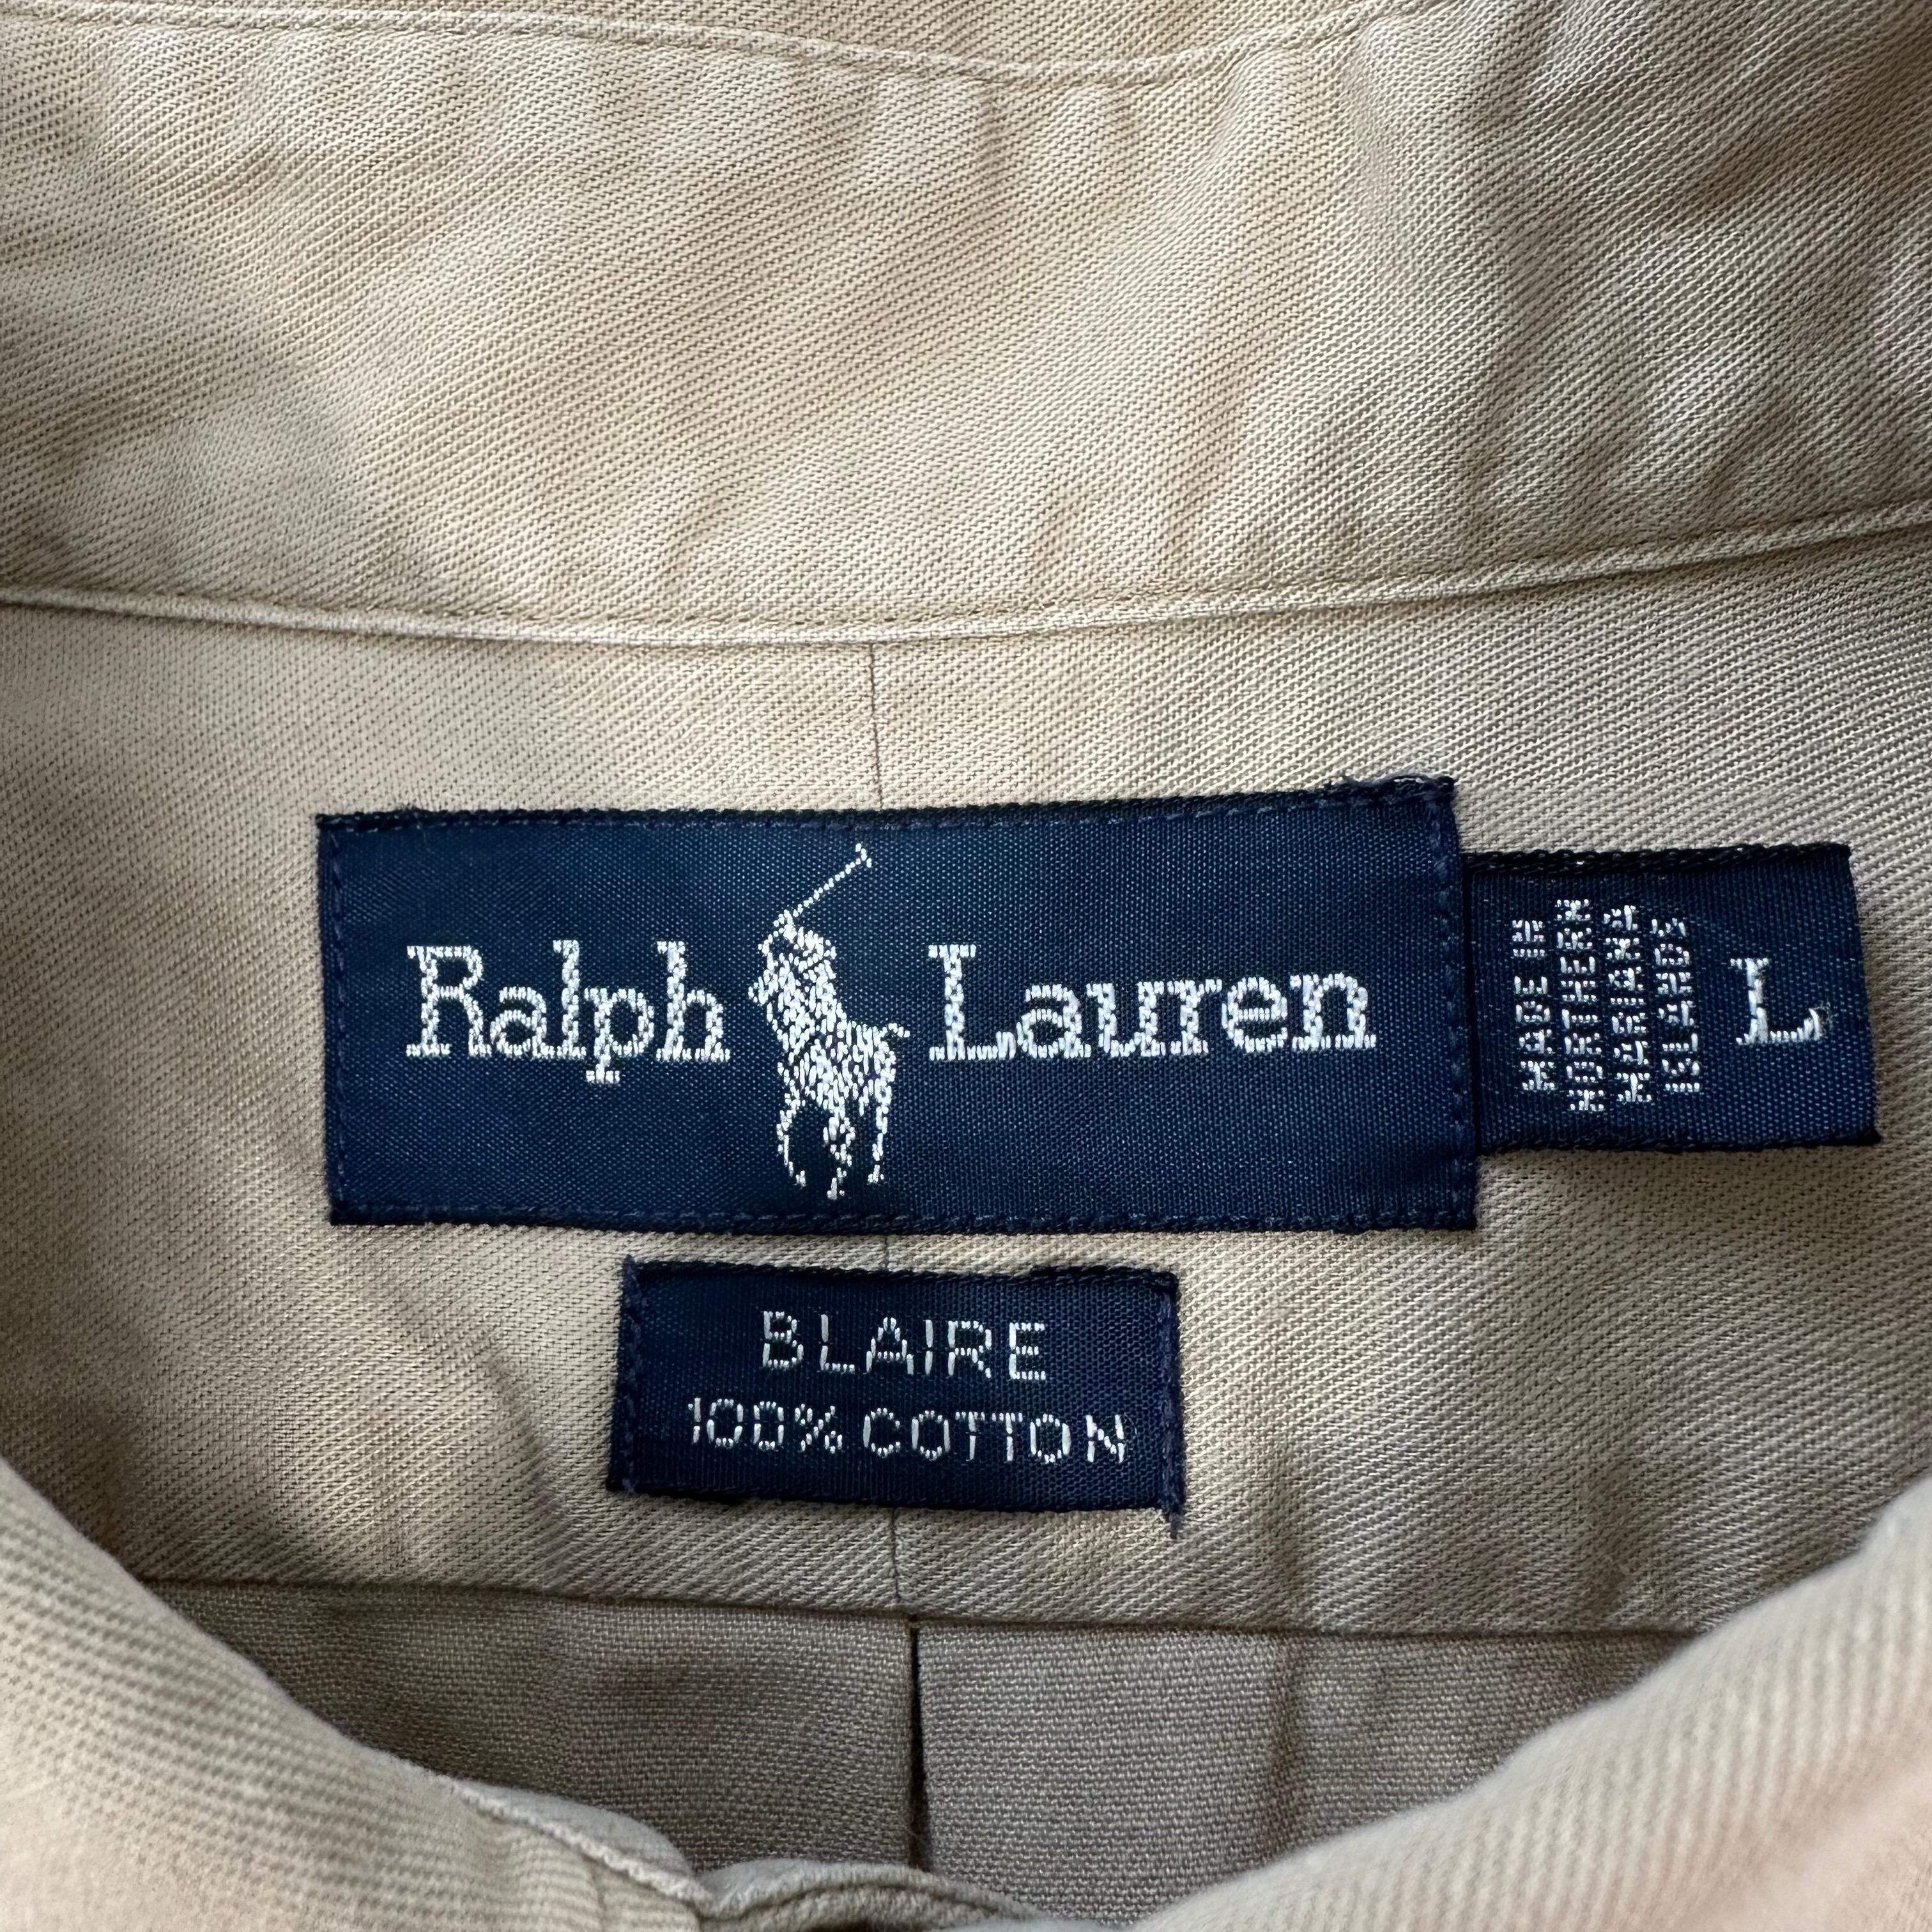 Ralph Lauren
MADE IN
NORTHERN
MARIANA
ISLANDS
L
BLAIRE
100% COTTON